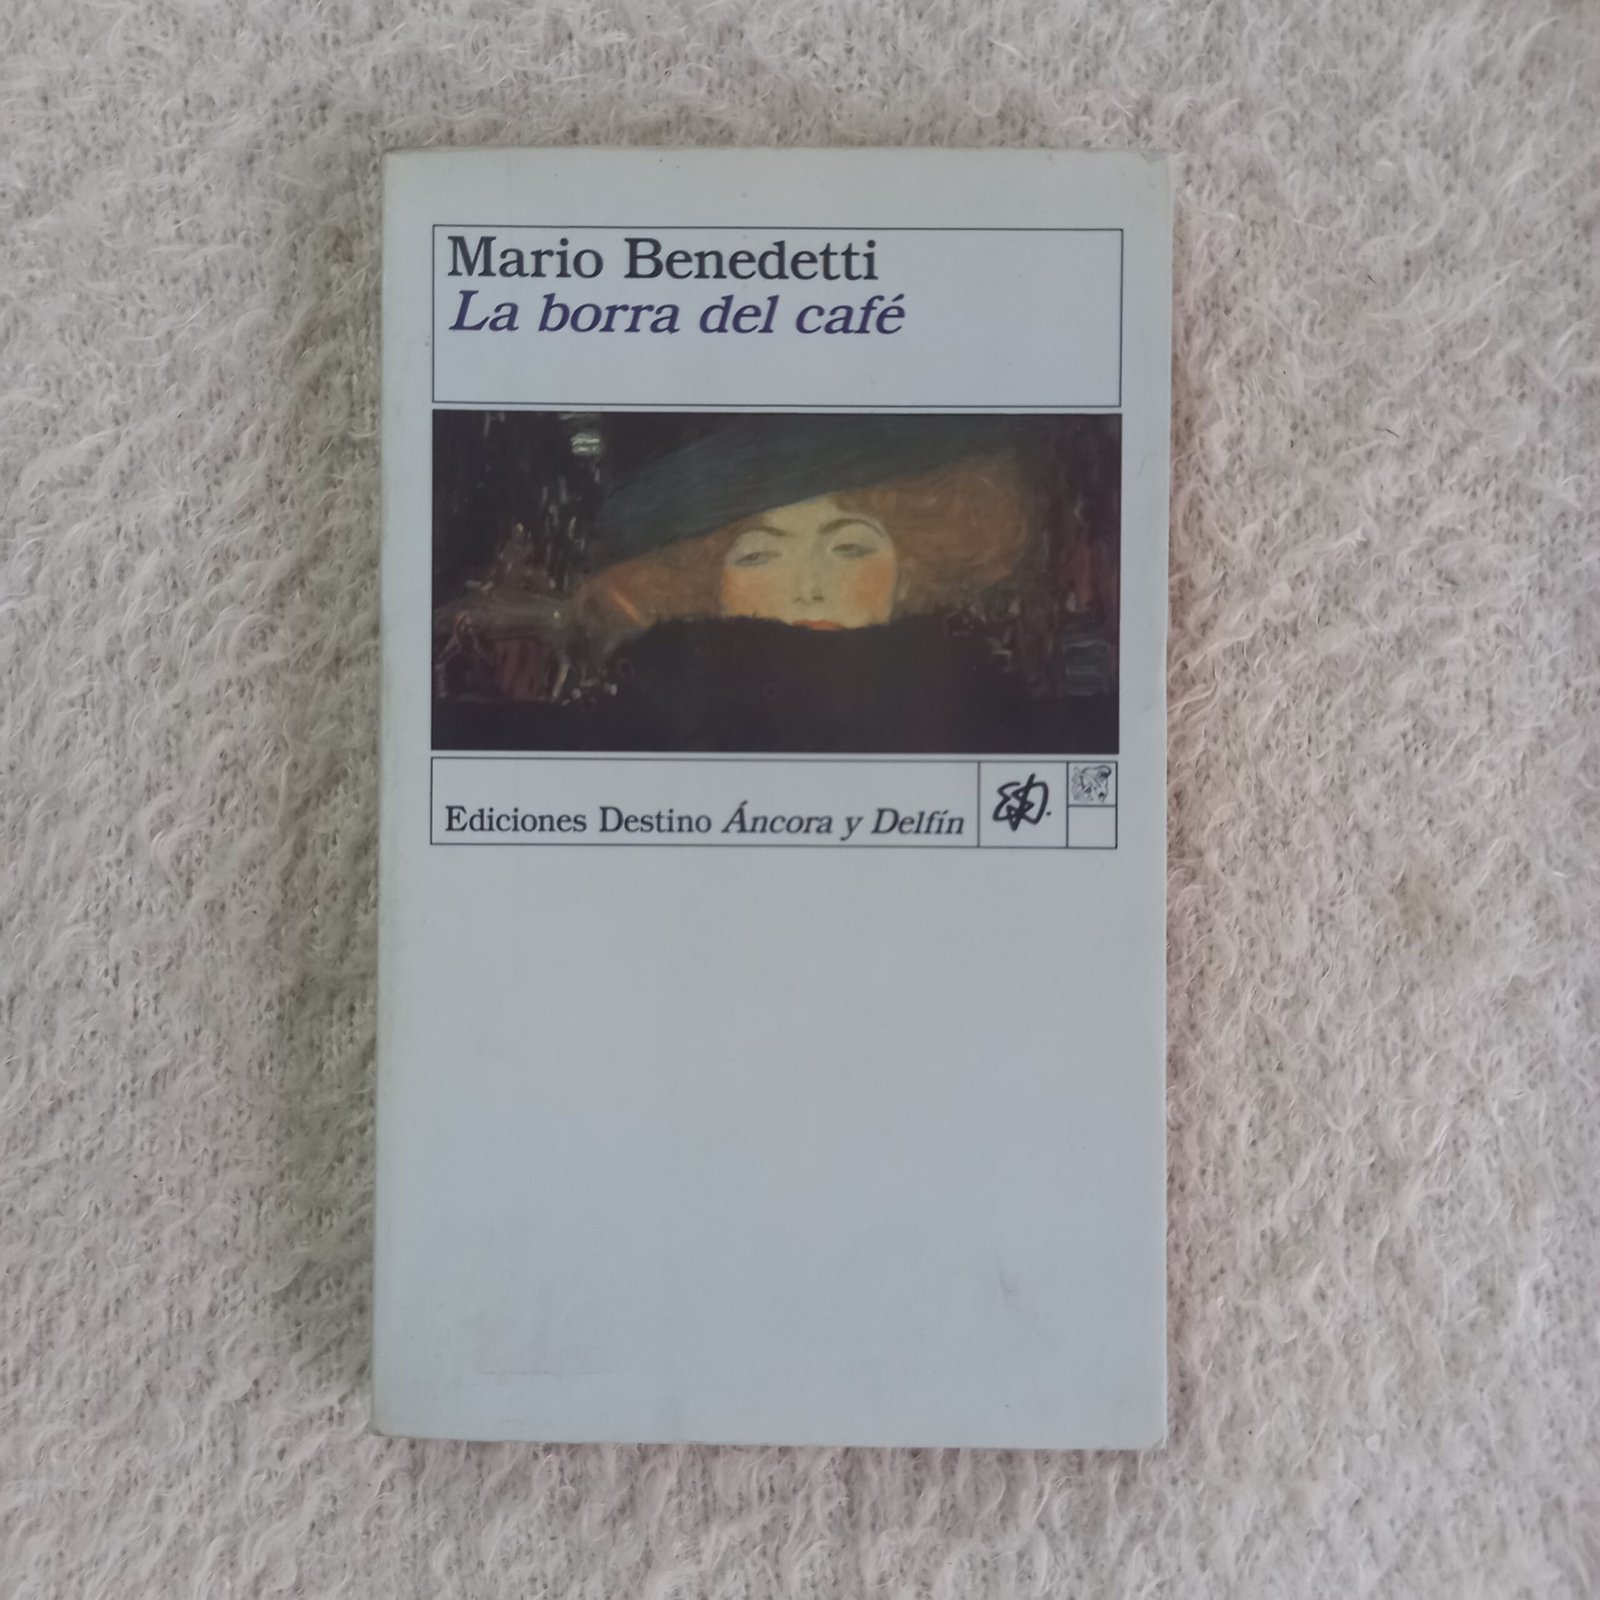 Mario Benedetti
La borra del café
Ediciones Destino Áncora y Delfín